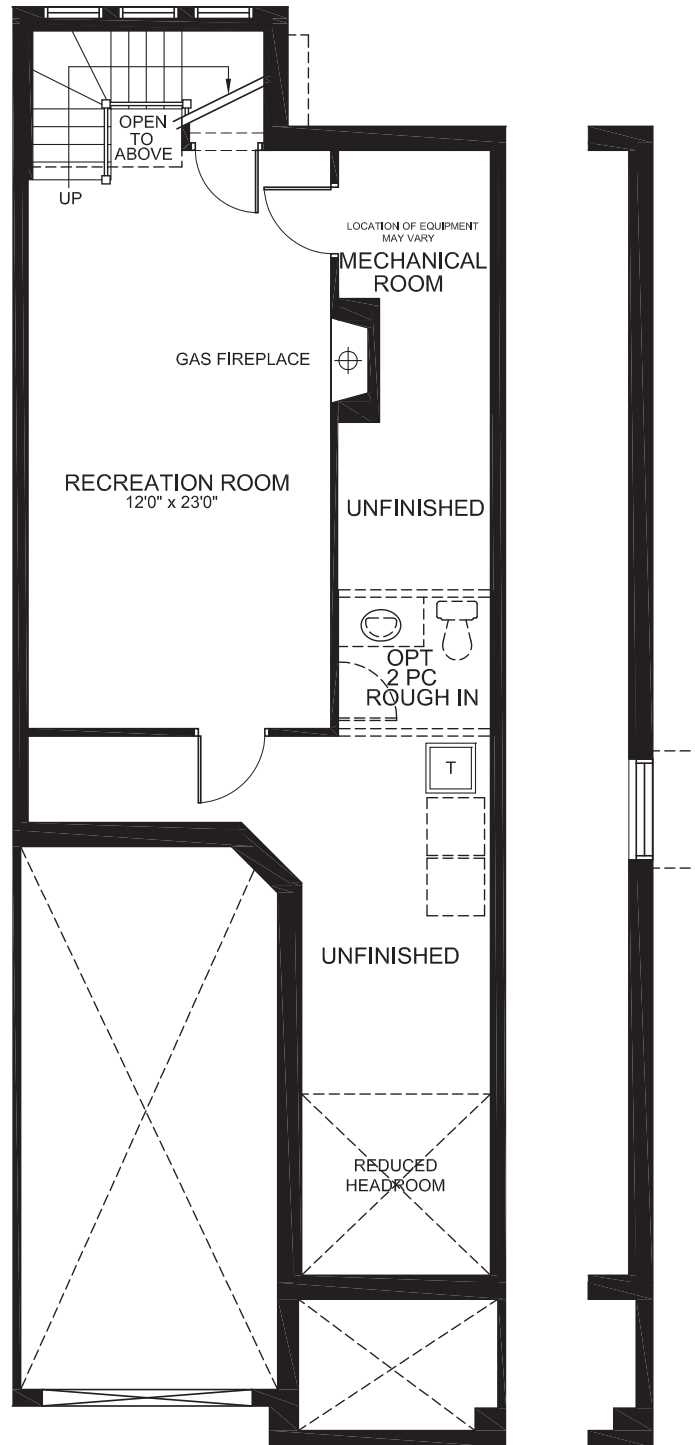 OPEN
TO
ABOVE
UP
LOCATION OF EQUIPMENT
MAY VARY
MECHANICAL
ROOM
GAS FIREPLACE
RECREATION ROOM
12'0" x 23'0"
UNFINISHED
OPT
2 PC
ROUGH IN
T
UNFINISHED
REDUCED
HEADROOM